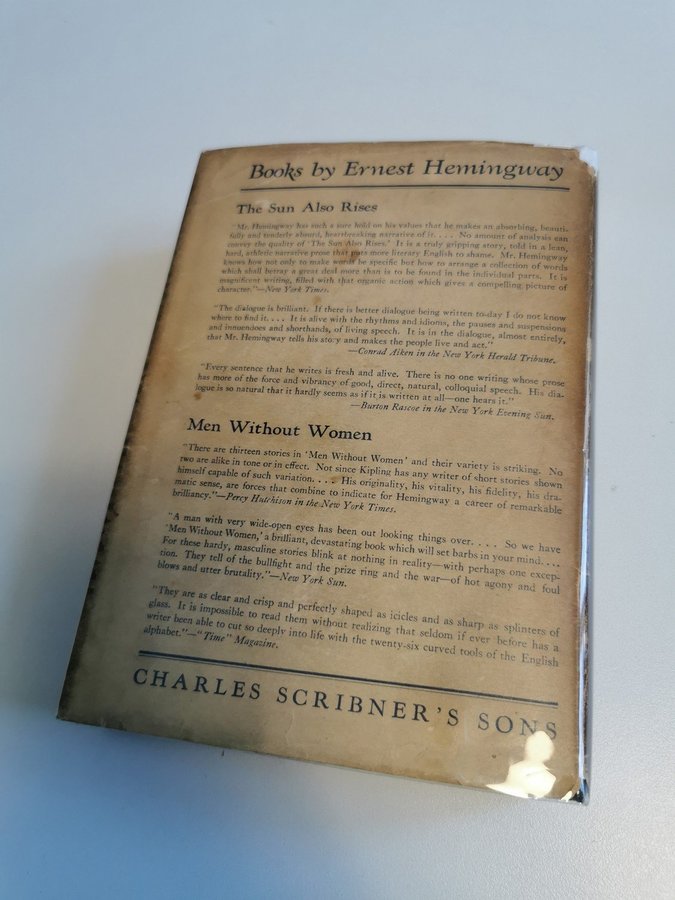 Books by Ernest Hemingway
The Sun Also Rises
"Mr. Hemingway has such a sure hold on his values that he makes an absorbing, beauti-
fully and tenderly absurd, heartbreaking narrative of it. . . . No amount of analysis can
convey the quality of 'The Sun Also Rises.' It is a truly gripping story, told in a lean,
hard, athletic narrative prose that puts more literary English to shame. Mr. Hemingway
knows how not only to make words be specific but how to arrange a collection of words
which shall betray a great deal more than is to be found in the individual parts. It is
magnificent writing, filled with that organic action which gives a compelling picture of
character."—New York Times.
"The dialogue is brilliant. If there is better dialogue being written to-day I do not know
where to find it. . . . It is alive with the rhythms and idioms, the pauses and suspensions
and innuendoes and shorthands, of living speech. It is in the dialogue, almost entirely,
that Mr. Hemingway tells his story and makes the people live and act."
—Conrad Aiken in the New York Herald Tribune.
"Every sentence that he writes is fresh and alive. There is no one writing whose prose
has more of the force and vibrancy of good, direct, natural, colloquial speech. His dia-
logue is so natural that it hardly seems as if it is written at all—one hears it."
—Burton Rascoe in the New York Evening Sun.
Men Without Women
"There are thirteen stories in 'Men Without Women' and their variety is striking. No
two are alike in tone or in effect. Not since Kipling has any writer of short stories shown
himself capable of such variation. . . . His originality, his vitality, his fidelity, his dra-
matic sense, are forces that combine to indicate for Hemingway a career of remarkable
brilliancy."—Percy Hutchison in the New York Times.
"A man with very wide-open eyes has been out looking things over. . . . So we have
'Men Without Women,' a brilliant, devastating book which will set barbs in your mind. . . .
For these hardy, masculine stories blink at nothing in reality—with perhaps one excep-
tion. They tell of the bullfight and the prize ring and the war—of hot agony and foul
blows and utter brutality."—New York Sun.
"They are as clear and crisp and perfectly shaped as icicles and as sharp as splinters of
glass. It is impossible to read them without realizing that seldom if ever before has a
writer been able to cut so deeply into life with the twenty-six curved tools of the English
alphabet."—"Time" Magazine.
CHARLES SCRIBNER'S SONS